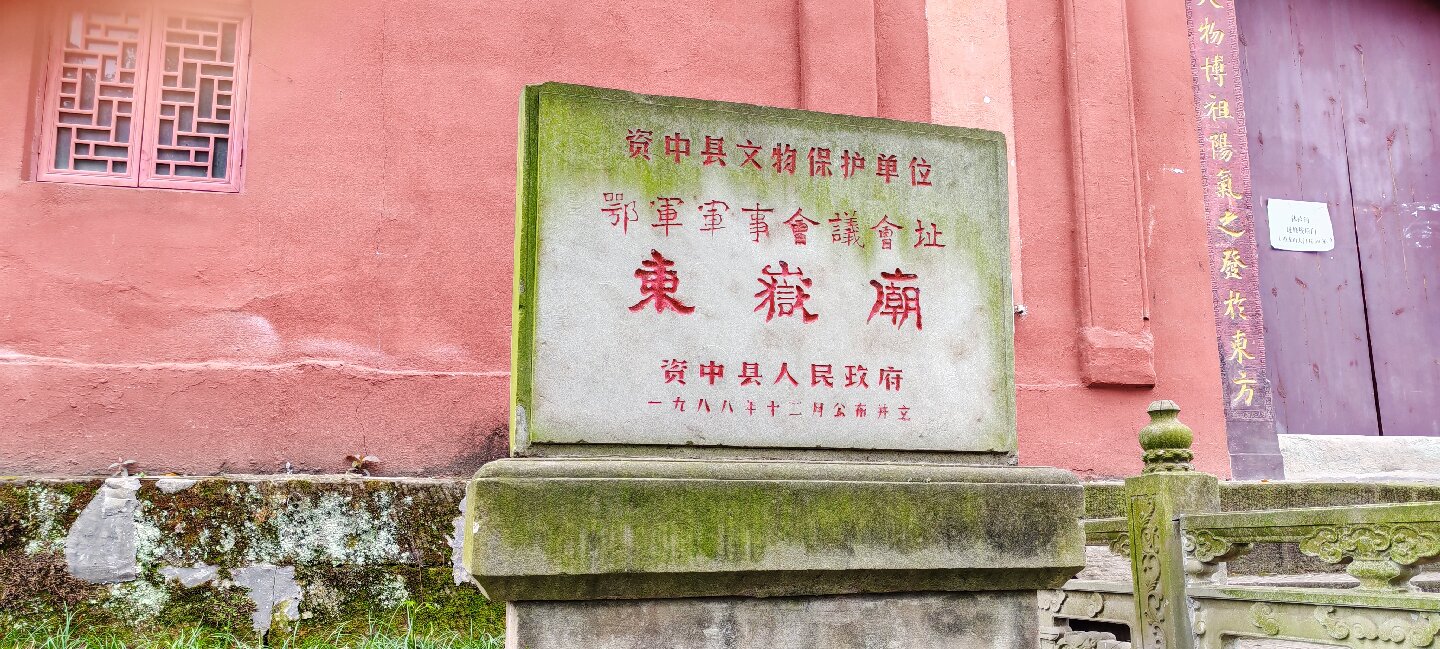 资中县文物保护单位
鄂軍軍事會議會址
東嶽廟
资中县人民政府
一九八八年十二月公布并立
物博祖陽氣之發於東方